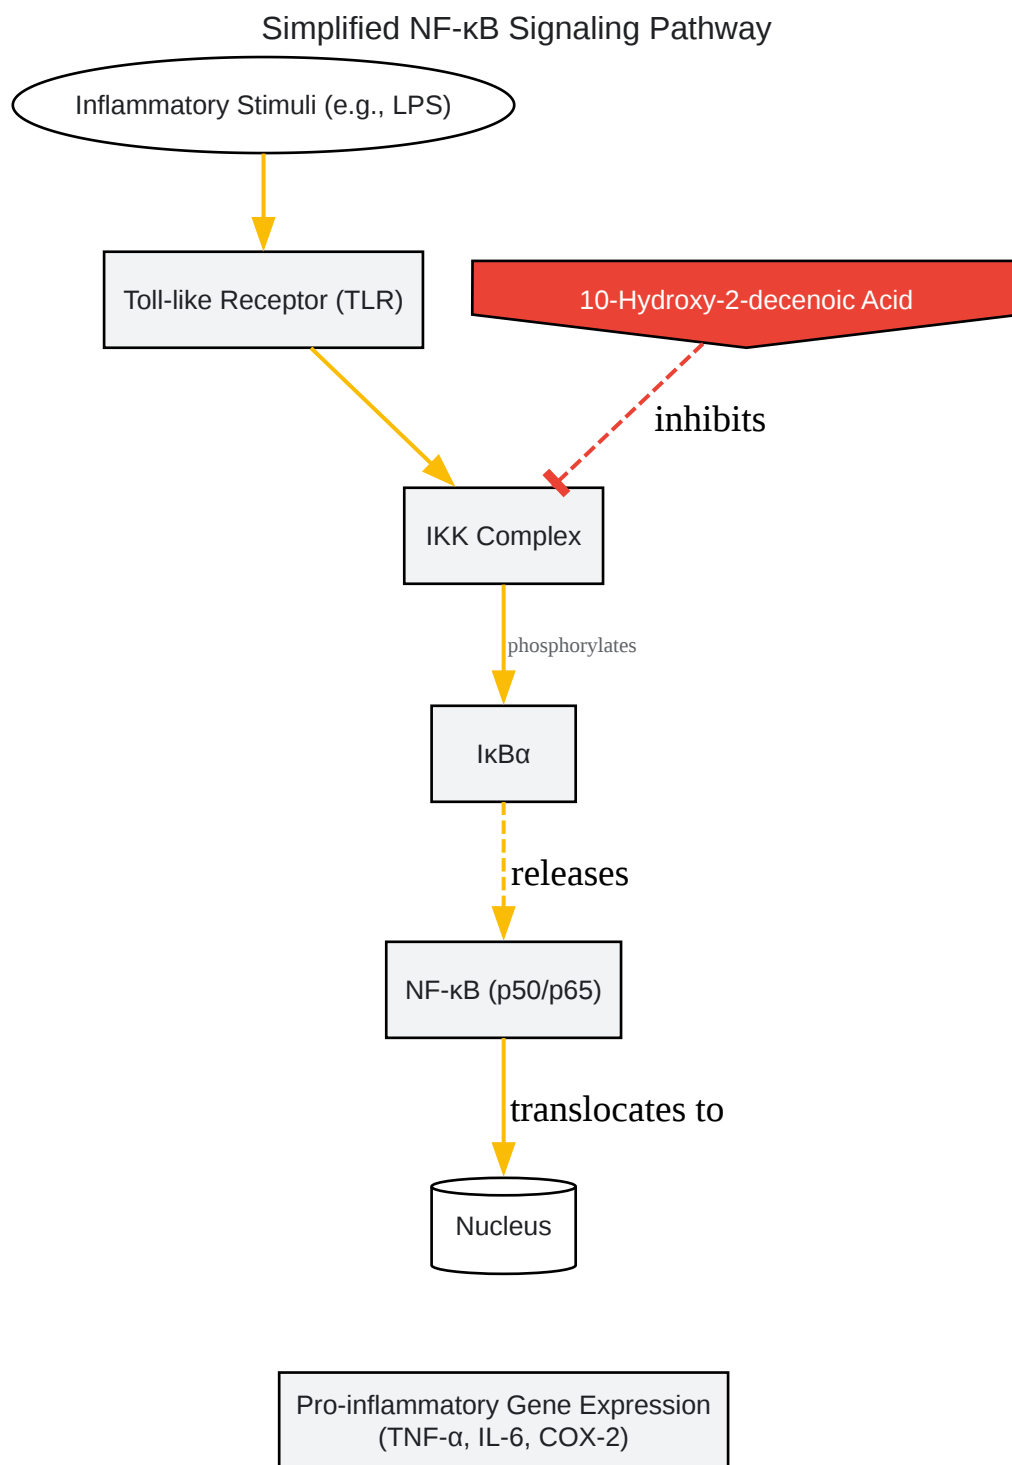 Simplified NF-κB Signaling Pathway
Inflammatory Stimuli (e.g., LPS)
Toll-like Receptor (TLR)
10-Hydroxy-2-decenoic Acid
inhibits
IKK Complex
phosphorylates
IκBα
releases
NF-κB (p50/p65)
translocates to
Nucleus
Pro-inflammatory Gene Expression
(TNF-α, IL-6, COX-2)